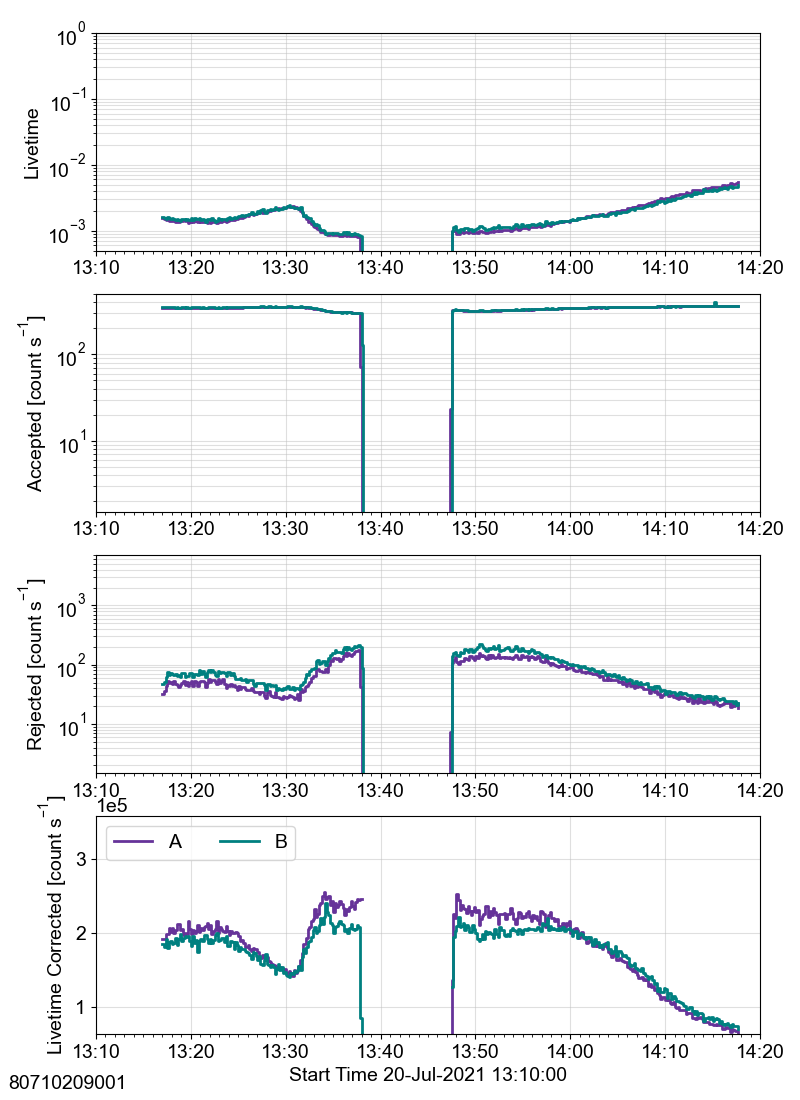 10^0
10^−1
10^−2
10^−3
Livetime
13:10 13:20 13:30 13:40 13:50 14:00 14:10 14:20
10^2
10^1
Accepted [count s^−1]
13:10 13:20 13:30 13:40 13:50 14:00 14:10 14:20
10^3
10^2
10^1
Rejected [count s^−1]
13:10 13:20 13:30 13:40 13:50 14:00 14:10 14:20
1e5
A B
3
2
1
Livetime Corrected [count s^−1]
13:10 13:20 13:30 13:40 13:50 14:00 14:10 14:20
Start Time 20-Jul-2021 13:10:00
80710209001